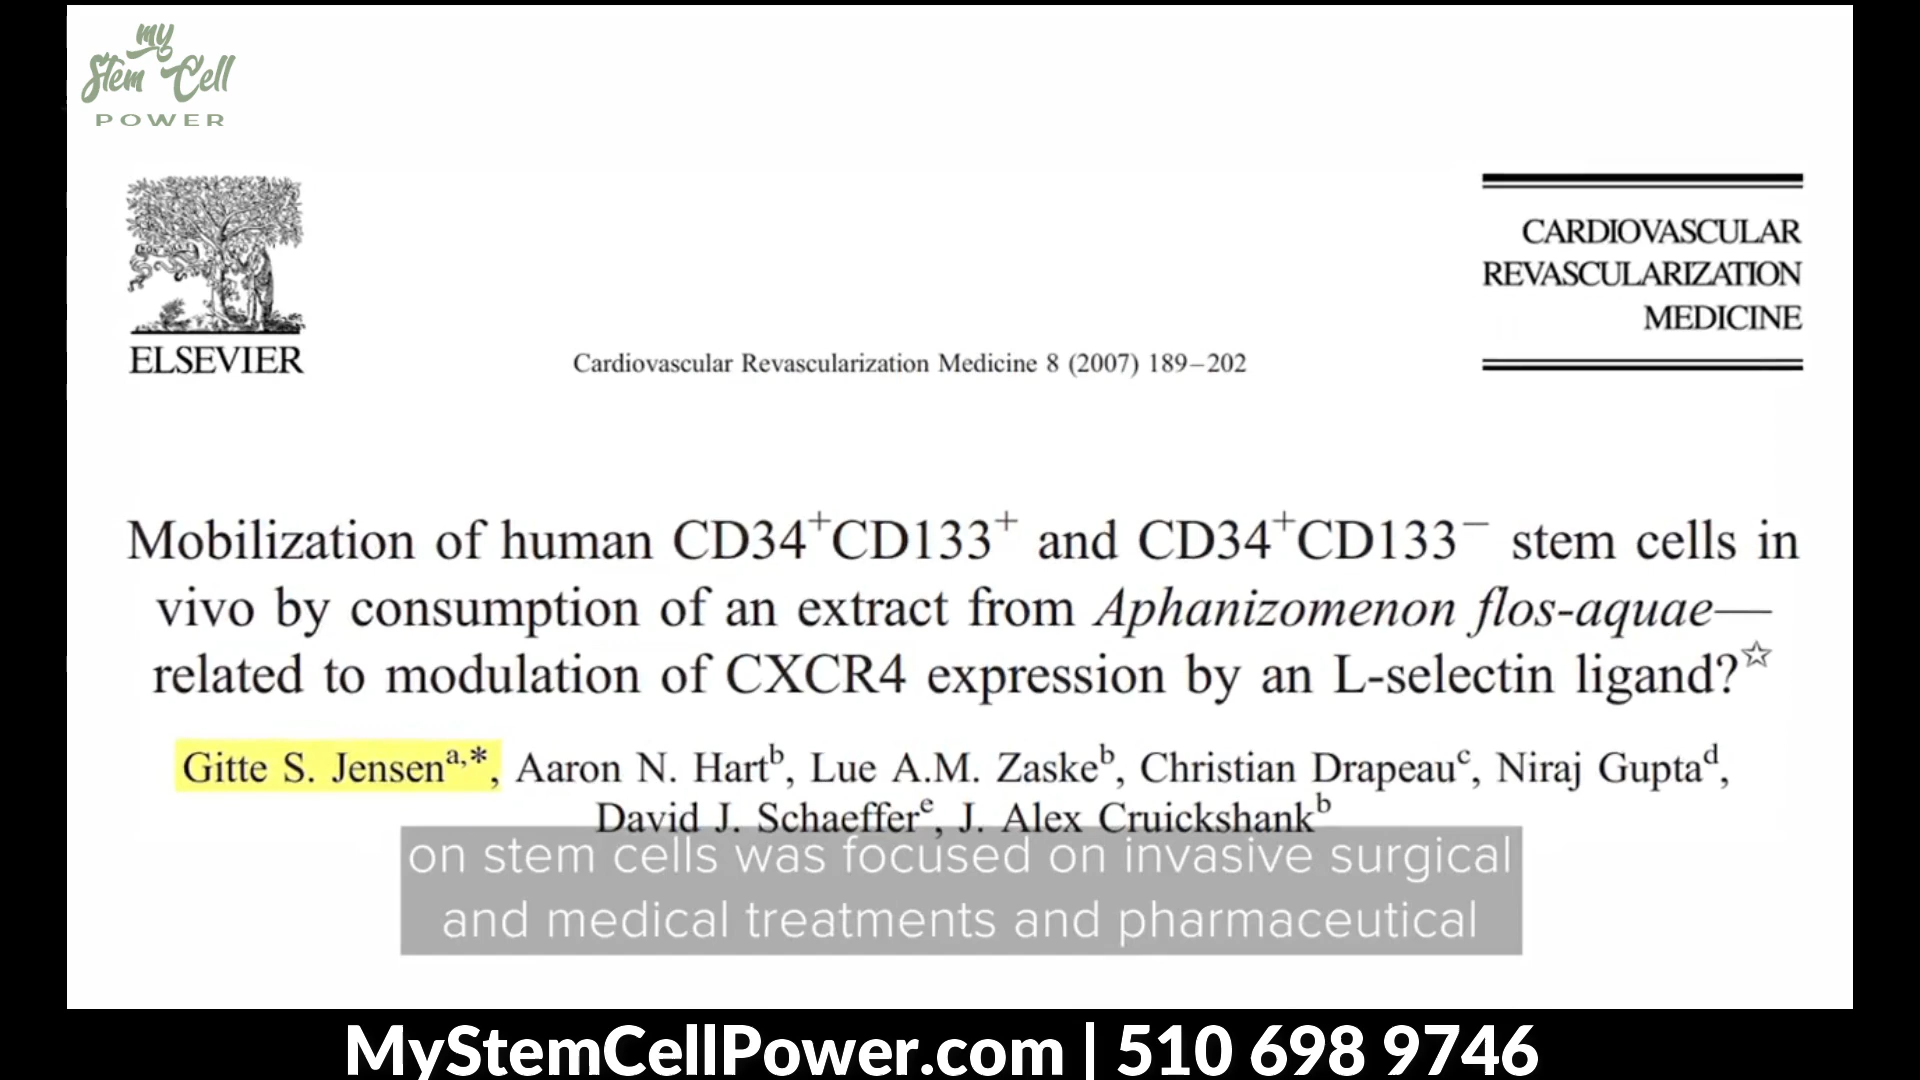 my
Stem Cell
POWER
ELSEVIER
CARDIOVASCULAR
REVASCULARIZATION
MEDICINE
Cardiovascular Revascularization Medicine 8 (2007) 189–202
Mobilization of human CD34⁺CD133⁺ and CD34⁺CD133⁻ stem cells in
vivo by consumption of an extract from Aphanizomenon flos-aquae—
related to modulation of CXCR4 expression by an L-selectin ligand?☆
Gitte S. Jensenᵃ,*, Aaron N. Hartᵇ, Lue A.M. Zaskeᵇ, Christian Drapeauᶜ, Niraj Guptaᵈ,
David J. Schaefferᵉ, J. Alex Cruickshankᵇ
on stem cells was focused on invasive surgical
and medical treatments and pharmaceutical
MyStemCellPower.com | 510 698 9746